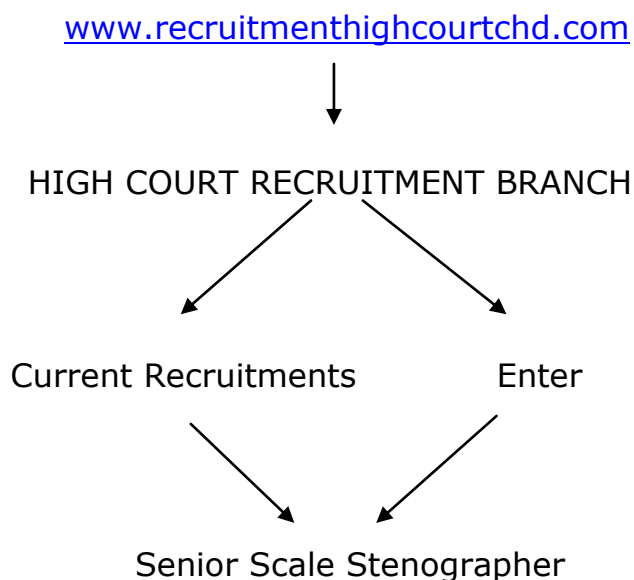 www.recruitmenthighcourtchd.com
HIGH COURT RECRUITMENT BRANCH
Current Recruitments Enter
Senior Scale Stenographer